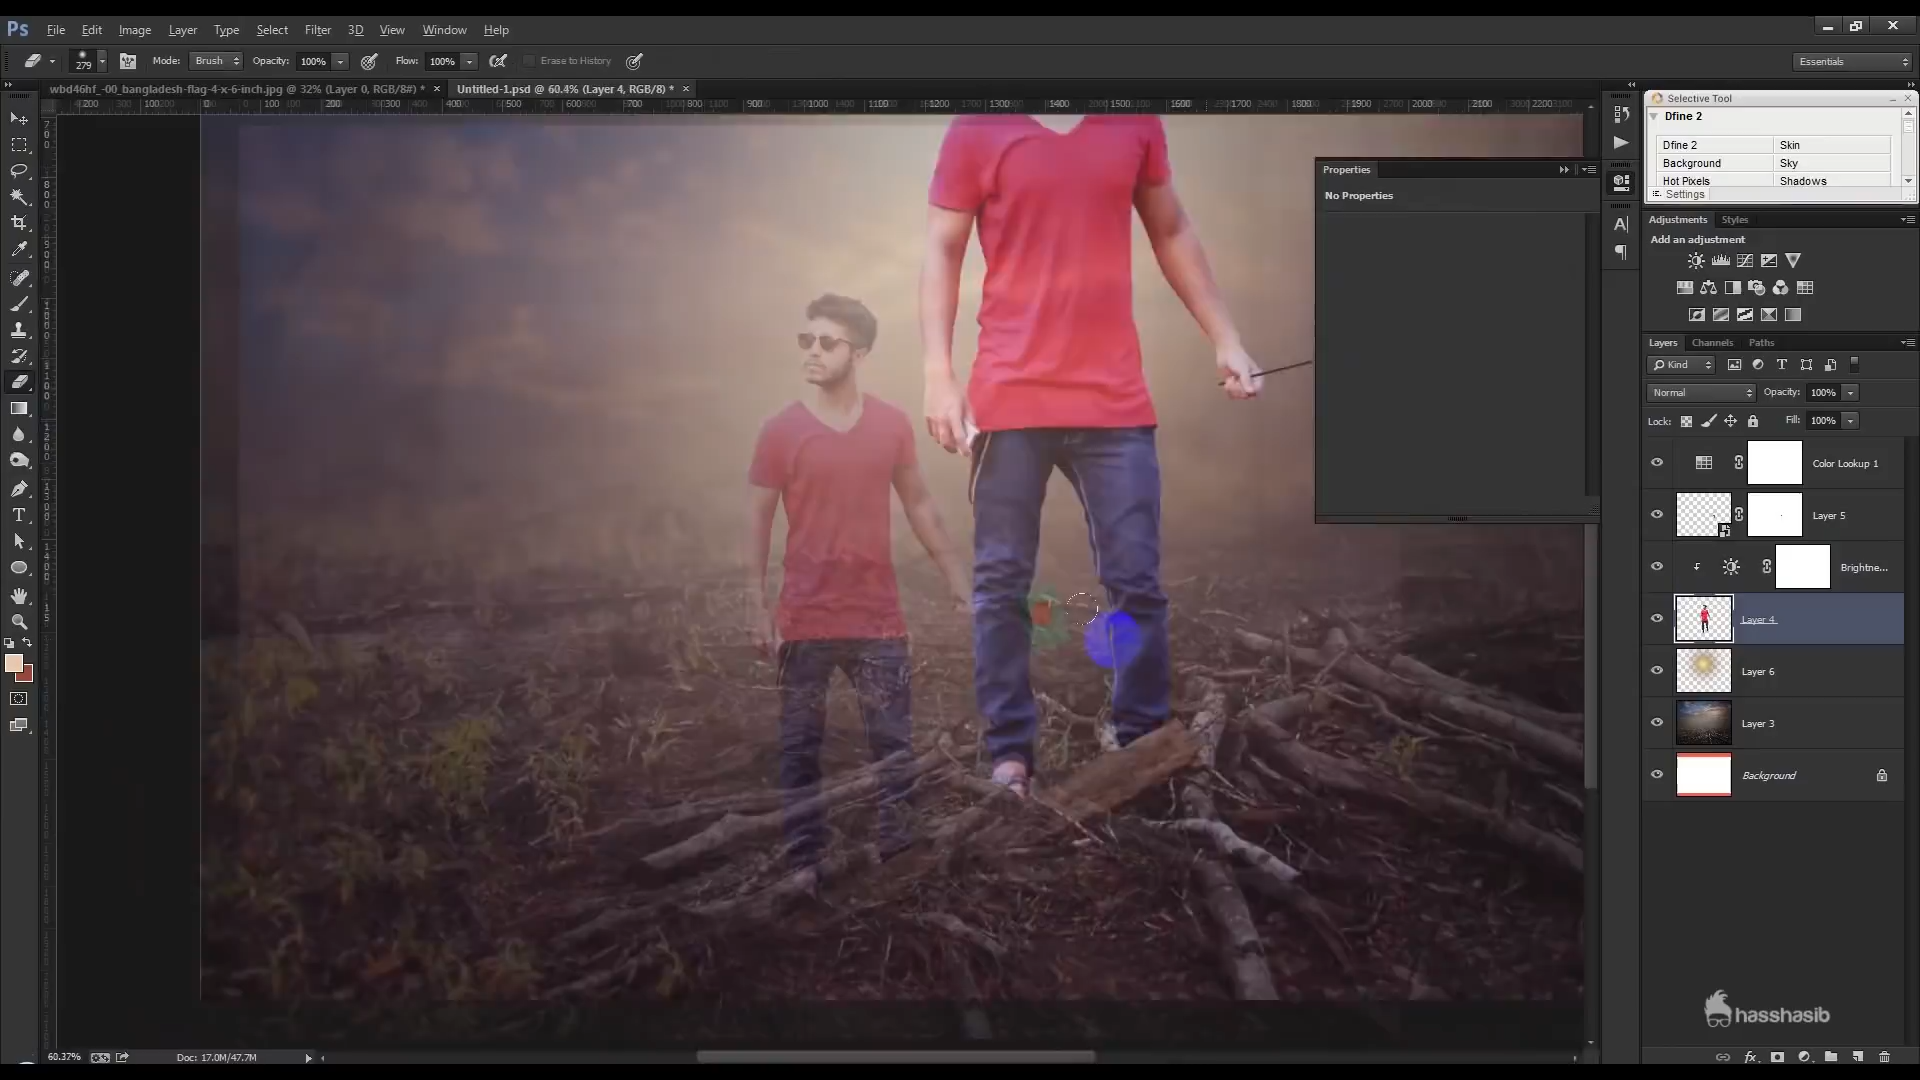 Ps File Edit Image Layer Type Select Filter 3D View Window Help
279 Mode: Brush Opacity: 100% Flow: 100% Erase to History Essentials
wbd46hf_-00_bangladesh-flag-4-x-6-inch.jpg @ 32% (Layer 0, RGB/8#) * × Untitled-1.psd @ 60.4% (Layer 4, RGB/8) * ×
Selective Tool
Dfine 2
Dfine 2 Skin
Background Sky
Hot Pixels Shadows
Settings
Properties
No Properties
Adjustments Styles
Add an adjustment
Layers Channels Paths
Kind
Normal Opacity: 100%
Lock: Fill: 100%
Color Lookup 1
Layer 5
Brightne...
Layer 4
Layer 6
Layer 3
Background
hasshasib
60.37% Doc: 17.0M/47.7M